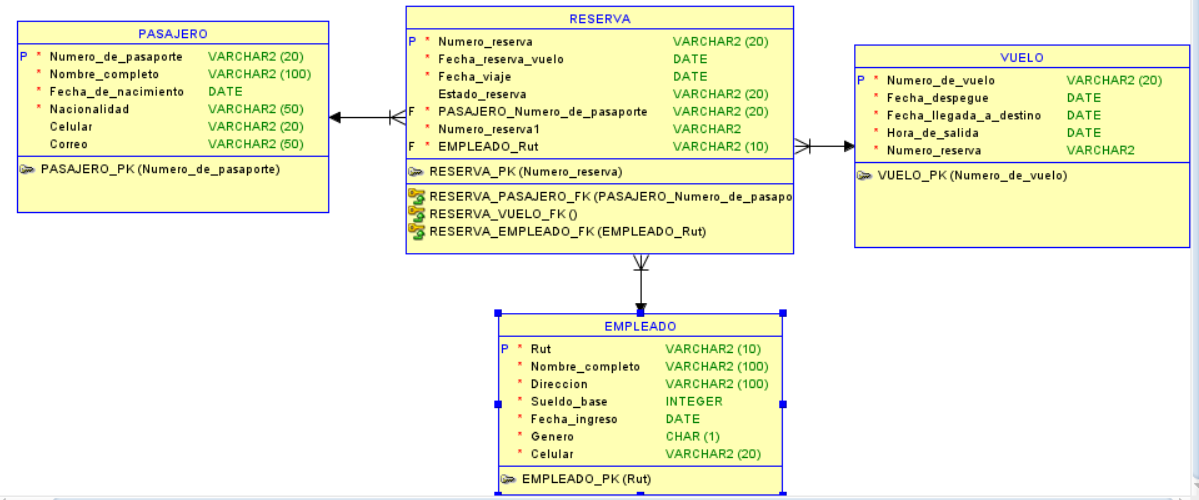 PASAJERO
P * Numero_de_pasaporte VARCHAR2 (20)
* Nombre_completo VARCHAR2 (100)
* Fecha_de_nacimiento DATE
* Nacionalidad VARCHAR2 (50)
Celular VARCHAR2 (20)
Correo VARCHAR2 (50)
PASAJERO_PK (Numero_de_pasaporte)
RESERVA
P * Numero_reserva VARCHAR2 (20)
* Fecha_reserva_vuelo DATE
* Fecha_viaje DATE
Estado_reserva VARCHAR2 (20)
F * PASAJERO_Numero_de_pasaporte VARCHAR2 (20)
* Numero_reserva1 VARCHAR2
F * EMPLEADO_Rut VARCHAR2 (10)
RESERVA_PK (Numero_reserva)
RESERVA_PASAJERO_FK (PASAJERO_Numero_de_pasapo
RESERVA_VUELO_FK ()
RESERVA_EMPLEADO_FK (EMPLEADO_Rut)
VUELO
P * Numero_de_vuelo VARCHAR2 (20)
* Fecha_despegue DATE
* Fecha_llegada_a_destino DATE
* Hora_de_salida DATE
* Numero_reserva VARCHAR2
VUELO_PK (Numero_de_vuelo)
EMPLEADO
P * Rut VARCHAR2 (10)
* Nombre_completo VARCHAR2 (100)
* Direccion VARCHAR2 (100)
* Sueldo_base INTEGER
* Fecha_ingreso DATE
* Genero CHAR (1)
* Celular VARCHAR2 (20)
EMPLEADO_PK (Rut)